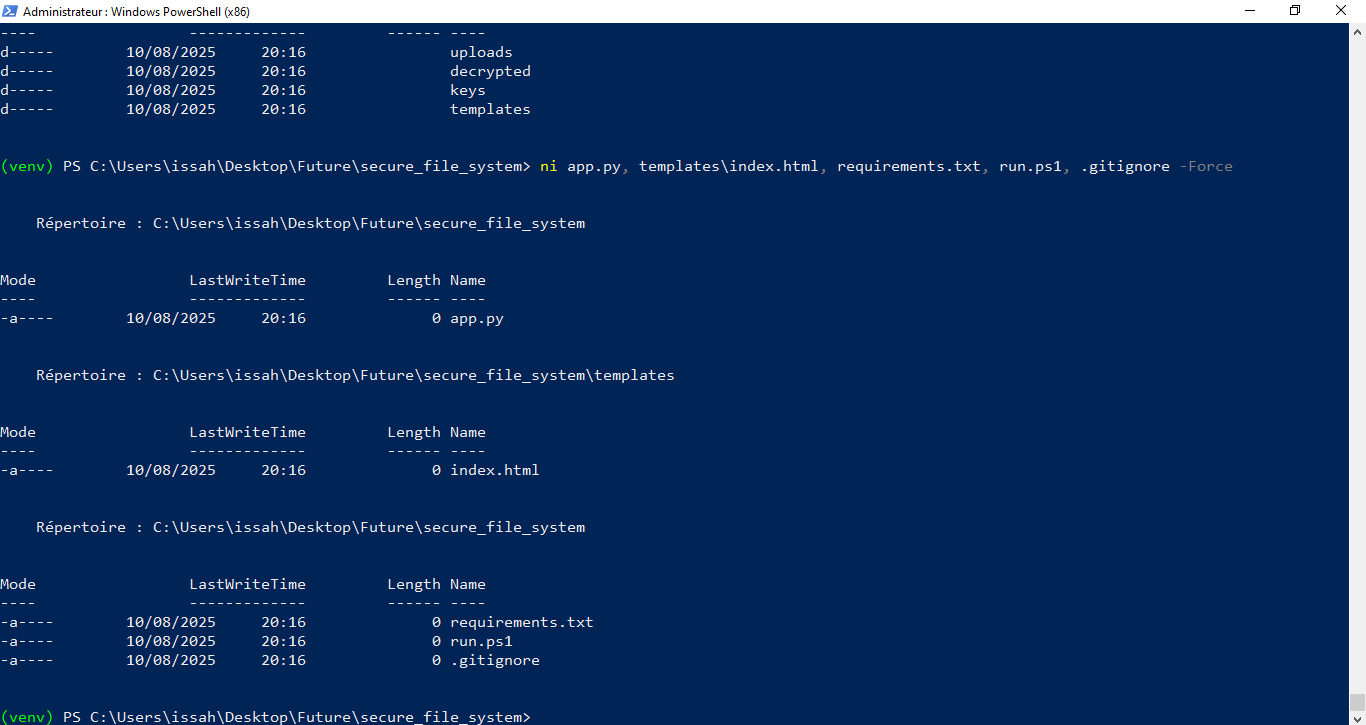 Administrateur : Windows PowerShell (x86)
---- ------------- ------ ----
d----- 10/08/2025 20:16 uploads
d----- 10/08/2025 20:16 decrypted
d----- 10/08/2025 20:16 keys
d----- 10/08/2025 20:16 templates
(venv) PS C:\Users\issah\Desktop\Future\secure_file_system> ni app.py, templates\index.html, requirements.txt, run.ps1, .gitignore -Force
Répertoire : C:\Users\issah\Desktop\Future\secure_file_system
Mode LastWriteTime Length Name
---- ------------- ------ ----
-a---- 10/08/2025 20:16 0 app.py
Répertoire : C:\Users\issah\Desktop\Future\secure_file_system\templates
Mode LastWriteTime Length Name
---- ------------- ------ ----
-a---- 10/08/2025 20:16 0 index.html
Répertoire : C:\Users\issah\Desktop\Future\secure_file_system
Mode LastWriteTime Length Name
---- ------------- ------ ----
-a---- 10/08/2025 20:16 0 requirements.txt
-a---- 10/08/2025 20:16 0 run.ps1
-a---- 10/08/2025 20:16 0 .gitignore
(venv) PS C:\Users\issah\Desktop\Future\secure_file_system>